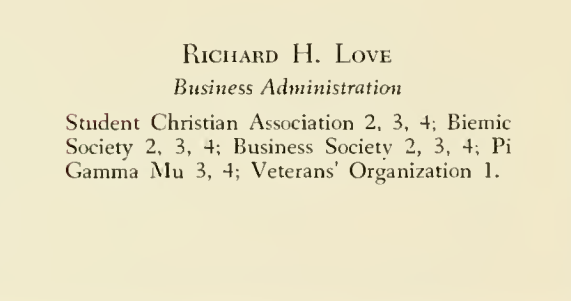 Richard H. Love
Business Administration
Student Christian Association 2, 3, 4; Biemic
Society 2, 3, 4; Business Society 2, 3, 4; Pi
Gamma Mu 3, 4; Veterans' Organization 1.